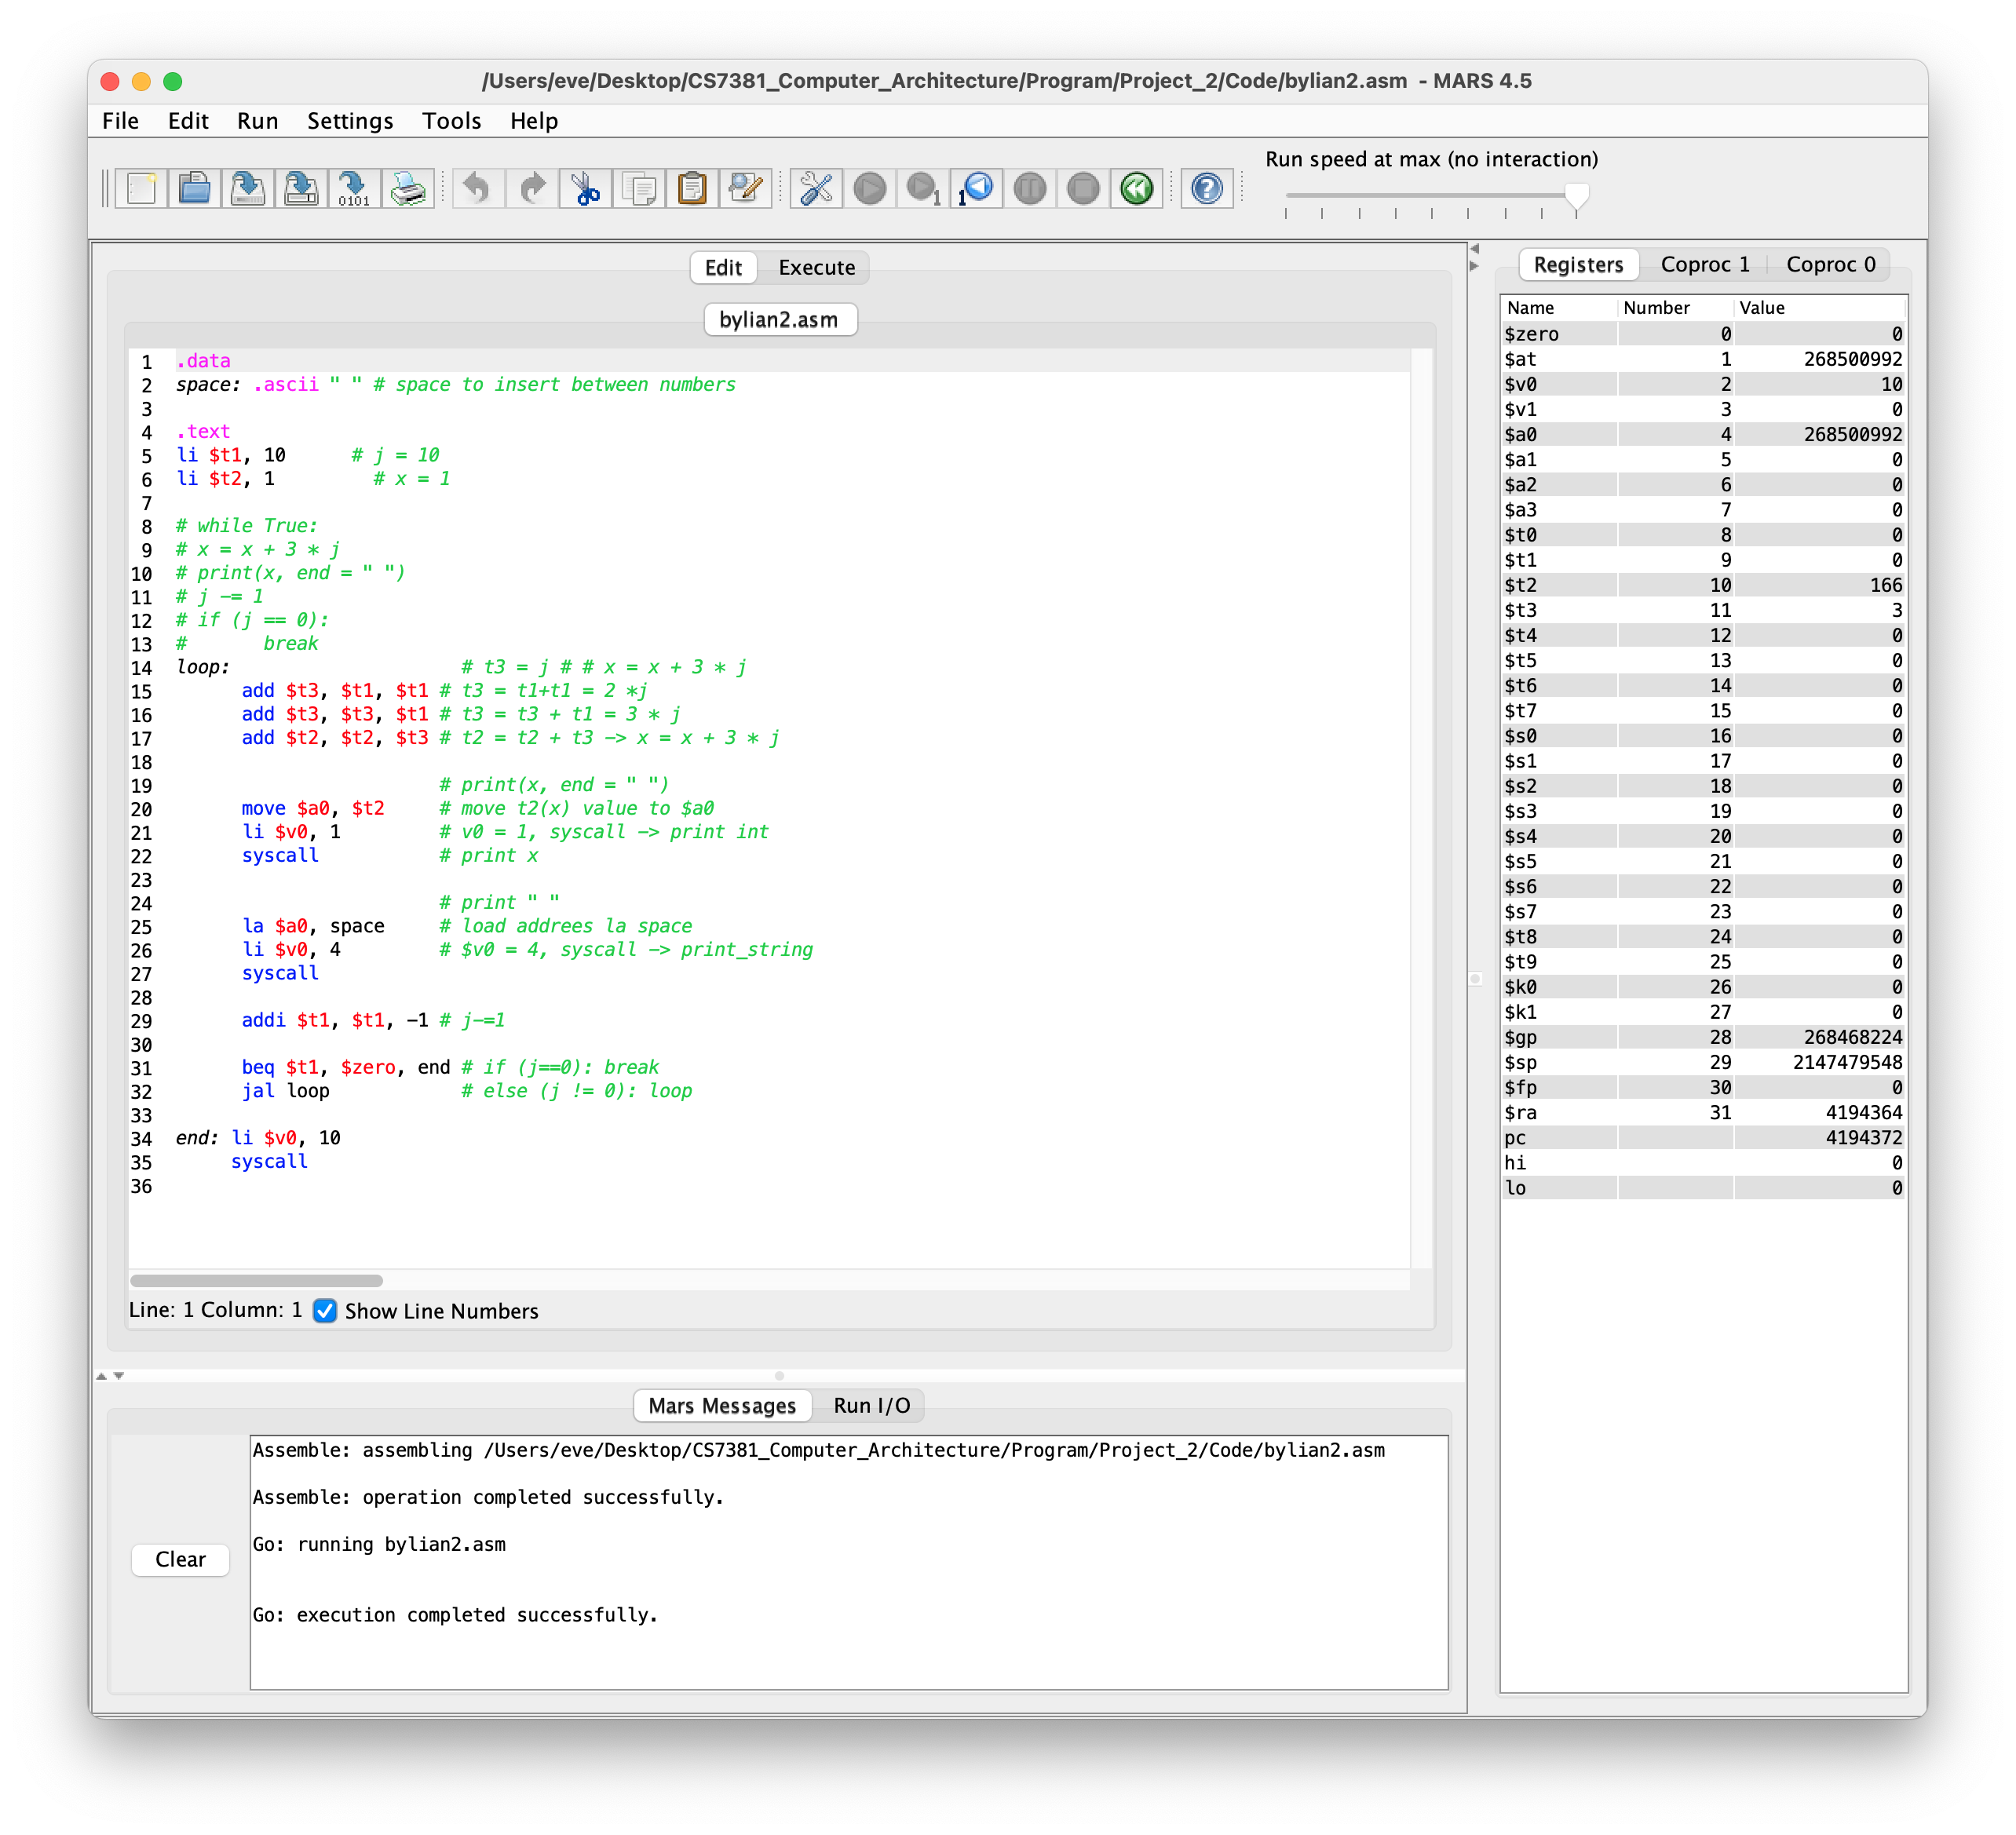 /Users/eve/Desktop/CS7381_Computer_Architecture/Program/Project_2/Code/bylian2.asm - MARS 4.5
File Edit Run Settings Tools Help
Run speed at max (no interaction)
0101
1
1
?
Edit Execute
bylian2.asm
1 .data
2 space: .ascii " " # space to insert between numbers
3
4 .text
5 li $t1, 10 # j = 10
6 li $t2, 1 # x = 1
7
8 # while True:
9 # x = x + 3 * j
10 # print(x, end = " ")
11 # j -= 1
12 # if (j == 0):
13 # break
14 loop: # t3 = j # # x = x + 3 * j
15 add $t3, $t1, $t1 # t3 = t1+t1 = 2 *j
16 add $t3, $t3, $t1 # t3 = t3 + t1 = 3 * j
17 add $t2, $t2, $t3 # t2 = t2 + t3 -> x = x + 3 * j
18
19 # print(x, end = " ")
20 move $a0, $t2 # move t2(x) value to $a0
21 li $v0, 1 # v0 = 1, syscall -> print int
22 syscall # print x
23
24 # print " "
25 la $a0, space # load addrees la space
26 li $v0, 4 # $v0 = 4, syscall -> print_string
27 syscall
28
29 addi $t1, $t1, -1 # j-=1
30
31 beq $t1, $zero, end # if (j==0): break
32 jal loop # else (j != 0): loop
33
34 end: li $v0, 10
35 syscall
36
Line: 1 Column: 1 Show Line Numbers
Mars Messages Run I/O
Clear
Assemble: assembling /Users/eve/Desktop/CS7381_Computer_Architecture/Program/Project_2/Code/bylian2.asm
Assemble: operation completed successfully.
Go: running bylian2.asm
Go: execution completed successfully.
Registers Coproc 1 Coproc 0
Name Number Value
$zero 0 0
$at 1 268500992
$v0 2 10
$v1 3 0
$a0 4 268500992
$a1 5 0
$a2 6 0
$a3 7 0
$t0 8 0
$t1 9 0
$t2 10 166
$t3 11 3
$t4 12 0
$t5 13 0
$t6 14 0
$t7 15 0
$s0 16 0
$s1 17 0
$s2 18 0
$s3 19 0
$s4 20 0
$s5 21 0
$s6 22 0
$s7 23 0
$t8 24 0
$t9 25 0
$k0 26 0
$k1 27 0
$gp 28 268468224
$sp 29 2147479548
$fp 30 0
$ra 31 4194364
pc 4194372
hi 0
lo 0